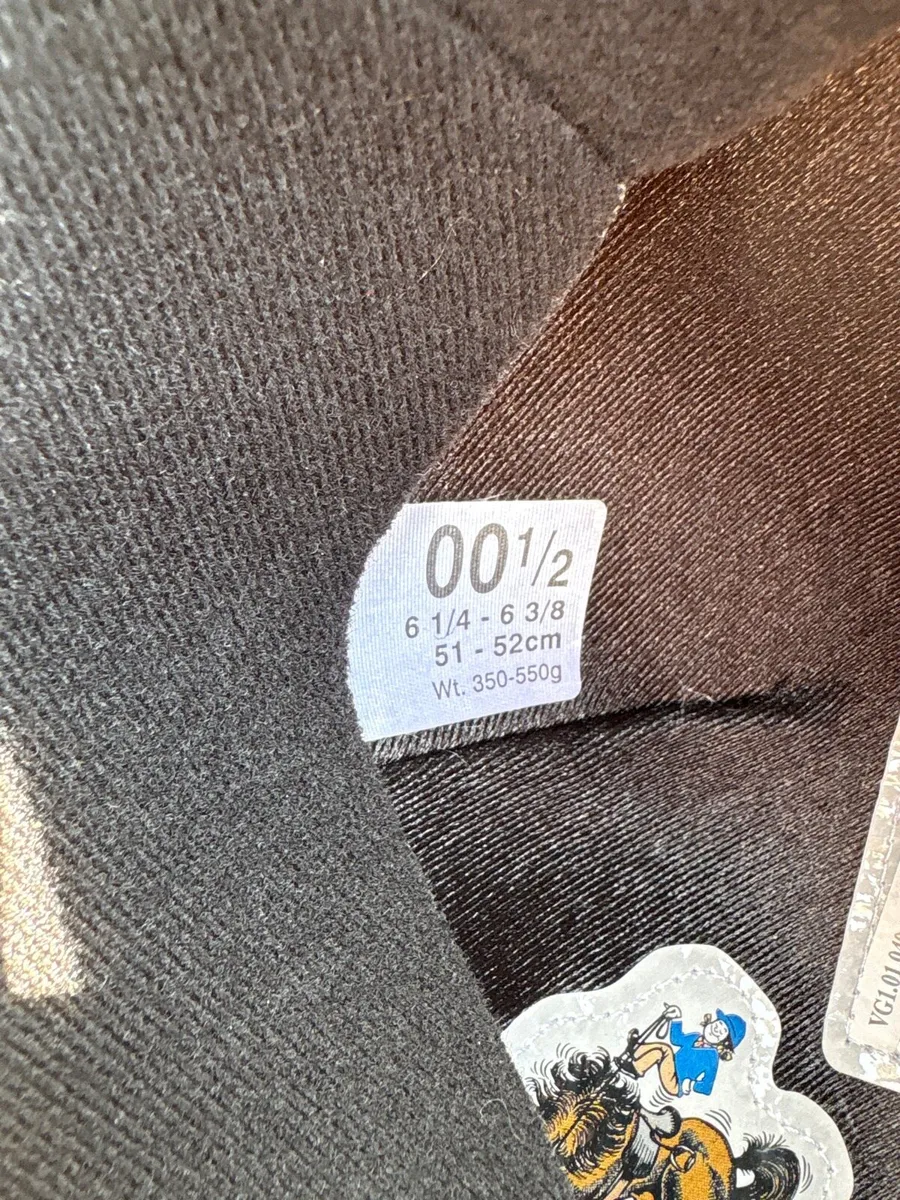 00 1/2
6 1/4 - 6 3/8
51 - 52cm
Wt. 350-550g